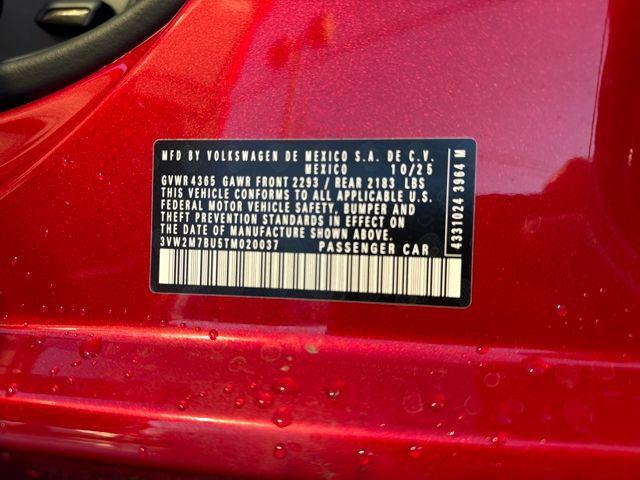 MFD BY VOLKSWAGEN DE MEXICO S.A. DE C.V.
MEXICO 10/25
GVWR 4365 GAWR FRONT 2293 / REAR 2183 LBS
THIS VEHICLE CONFORMS TO ALL APPLICABLE U.S.
FEDERAL MOTOR VEHICLE SAFETY, BUMPER AND
THEFT PREVENTION STANDARDS IN EFFECT ON
THE DATE OF MANUFACTURE SHOWN ABOVE.
3VW2M7BU5TM020037 PASSENGER CAR
4331024 3964 M